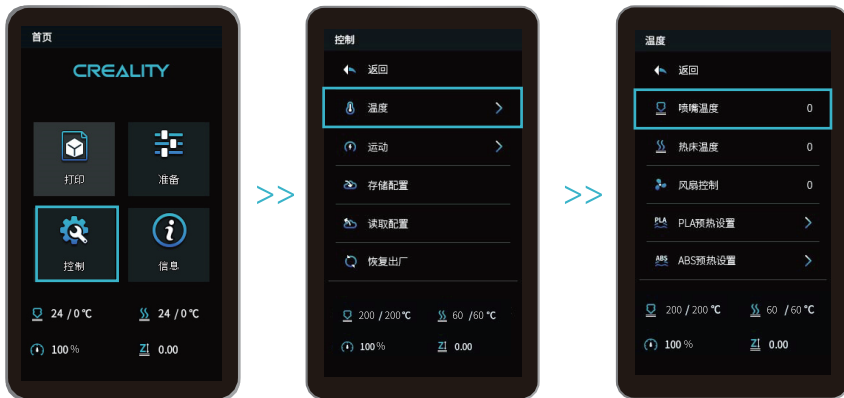 首页
CREALITY
打印
准备
控制
信息
24 / 0 ℃
24 / 0 ℃
100 %
0.00
>>
控制
返回
温度
运动
存储配置
读取配置
恢复出厂
200 / 200 ℃
60 / 60 ℃
100 %
0.00
>>
温度
返回
喷嘴温度 0
热床温度 0
风扇控制 0
PLA PLA预热设置
ABS ABS预热设置
200 / 200 ℃
60 / 60 ℃
100 %
0.00